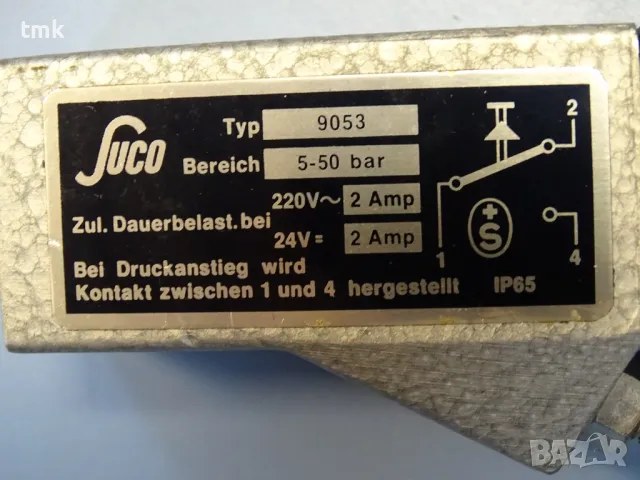 tmk
SUCO
Typ 9053
Bereich 5-50 bar
Zul. Dauerbelast. bei
220V~ 2 Amp
24V= 2 Amp
Bei Druckanstieg wird
Kontakt zwischen 1 und 4 hergestellt
2
1
4
+
S
IP65
BAZAR